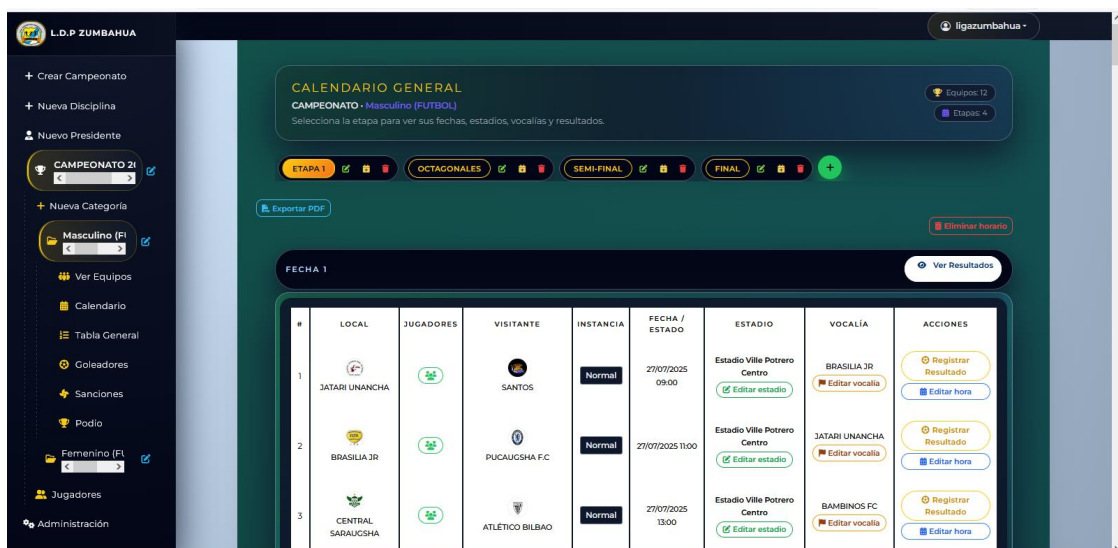 L.D.P ZUMBAHUA
ligazumbahua
+ Crear Campeonato
+ Nueva Disciplina
Nuevo Presidente
CAMPEONATO
+ Nueva Categoría
Masculino
Ver Equipos
Calendario
Tabla General
Goleadores
Sanciones
Podio
Femenino
Jugadores
Administración
CALENDARIO GENERAL
CAMPEONATO · Masculino (FUTBOL)
Selecciona la etapa para ver sus fechas, estadios, vocalías y resultados.
Equipos: 12
Etapas: 4
ETAPA 1 OCTAGONALES SEMI-FINAL FINAL +
Exportar PDF
Eliminar horario
FECHA 1
Ver Resultados
# LOCAL JUGADORES VISITANTE INSTANCIA FECHA / ESTADO ESTADIO VOCALÍA ACCIONES
1
JATARI UNANCHA
SANTOS
Normal
27/07/2025
09:00
Estadio Ville Potrero
Centro
Editar estadio
BRASILIA JR
Editar vocalía
Registrar
Resultado
Editar hora
2
BRASILIA JR
PUCAUGSHA F.C
Normal
27/07/2025 11:00
Estadio Ville Potrero
Centro
Editar estadio
JATARI UNANCHA
Editar vocalía
Registrar
Resultado
Editar hora
3
CENTRAL
SARAUGSHA
ATLÉTICO BILBAO
Normal
27/07/2025
13:00
Estadio Ville Potrero
Centro
Editar estadio
BAMBINOS FC
Editar vocalía
Registrar
Resultado
Editar hora